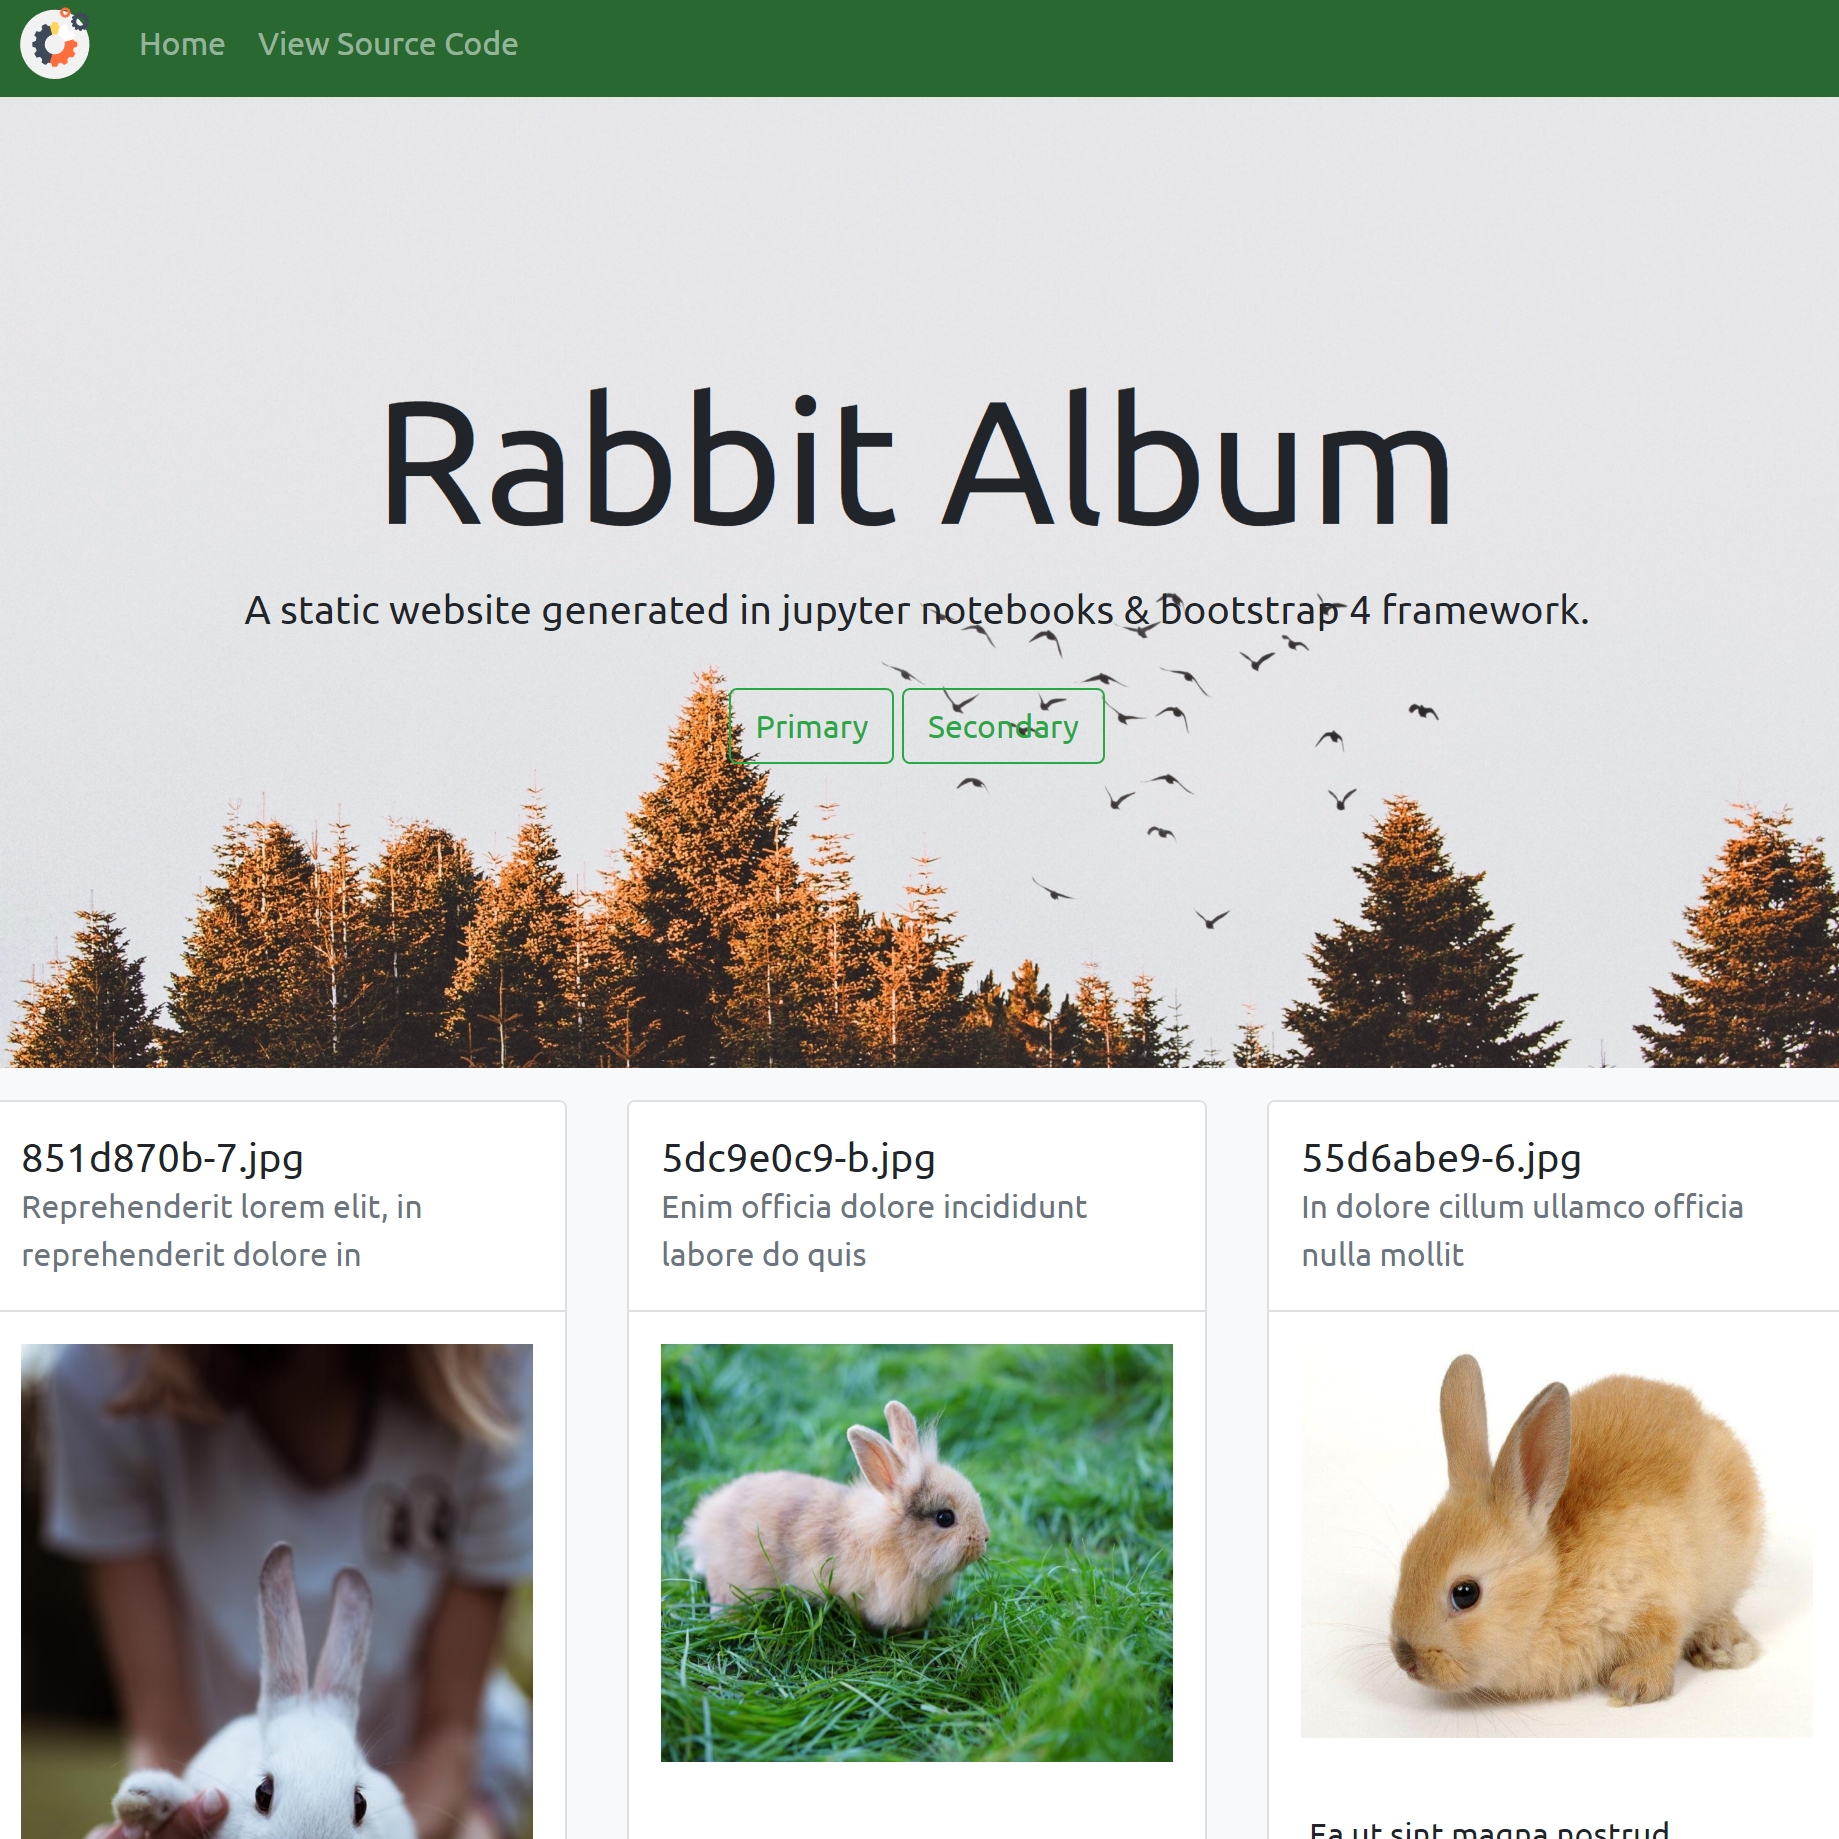 Home View Source Code
Rabbit Album
A static website generated in jupyter notebooks & bootstrap 4 framework.
Primary Secondary
851d870b-7.jpg
Reprehenderit lorem elit, in
reprehenderit dolore in
5dc9e0c9-b.jpg
Enim officia dolore incididunt
labore do quis
55d6abe9-6.jpg
In dolore cillum ullamco officia
nulla mollit
Ea ut sint magna nostrud